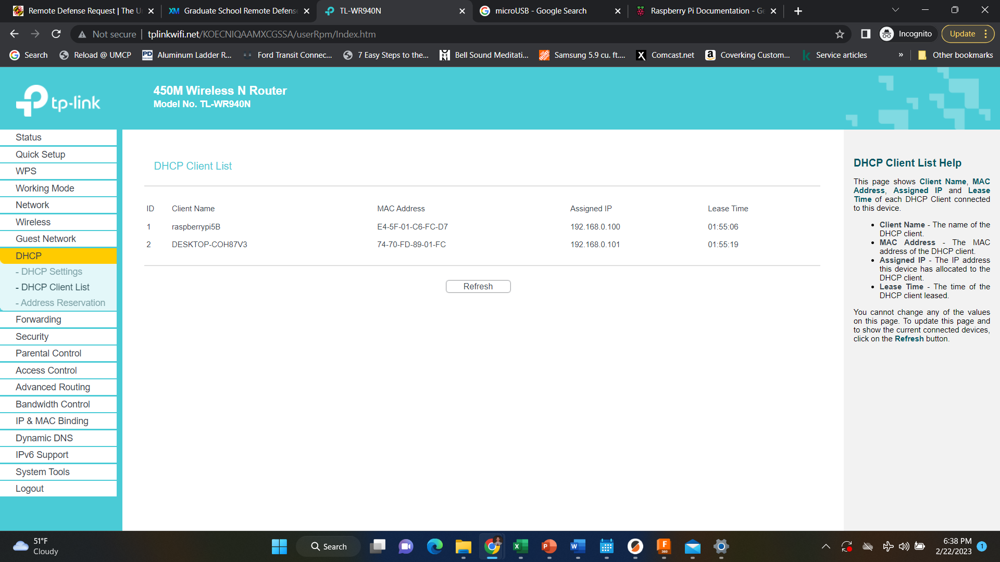 Remote Defense Request | The U
Graduate School Remote Defens
TL-WR940N
microUSB - Google Search
Raspberry Pi Documentation - Ge
Not secure
tplinkwifi.net/KOECNIQAAMXCGSSA/userRpm/Index.htm
Incognito
Update
Search
Reload @ UMCP
PD
Aluminum Ladder R...
Ford Transit Connec...
7 Easy Steps to the...
Bell Sound Meditati...
Samsung 5.9 cu. ft....
Comcast.net
Coverking Custom...
Service articles
»
Other bookmarks
tp-link
450M Wireless N Router
Model No. TL-WR940N
Status
Quick Setup
WPS
Working Mode
Network
Wireless
Guest Network
DHCP
- DHCP Settings
- DHCP Client List
- Address Reservation
Forwarding
Security
Parental Control
Access Control
Advanced Routing
Bandwidth Control
IP & MAC Binding
Dynamic DNS
IPv6 Support
System Tools
Logout
DHCP Client List
ID Client Name MAC Address Assigned IP Lease Time
1 raspberrypi5B E4-5F-01-C6-FC-D7 192.168.0.100 01:55:06
2 DESKTOP-COH87V3 74-70-FD-89-01-FC 192.168.0.101 01:55:19
Refresh
DHCP Client List Help
This page shows Client Name, MAC
Address, Assigned IP and Lease
Time of each DHCP Client connected
to this device.
• Client Name - The name of the
DHCP client.
• MAC Address - The MAC
address of the DHCP client.
• Assigned IP - The IP address
this device has allocated to the
DHCP client.
• Lease Time - The time of the
DHCP client leased.
You cannot change any of the values
on this page. To update this page and
to show the current connected devices,
click on the Refresh button.
51°F
Cloudy
Search
6:38 PM
2/22/2023
1